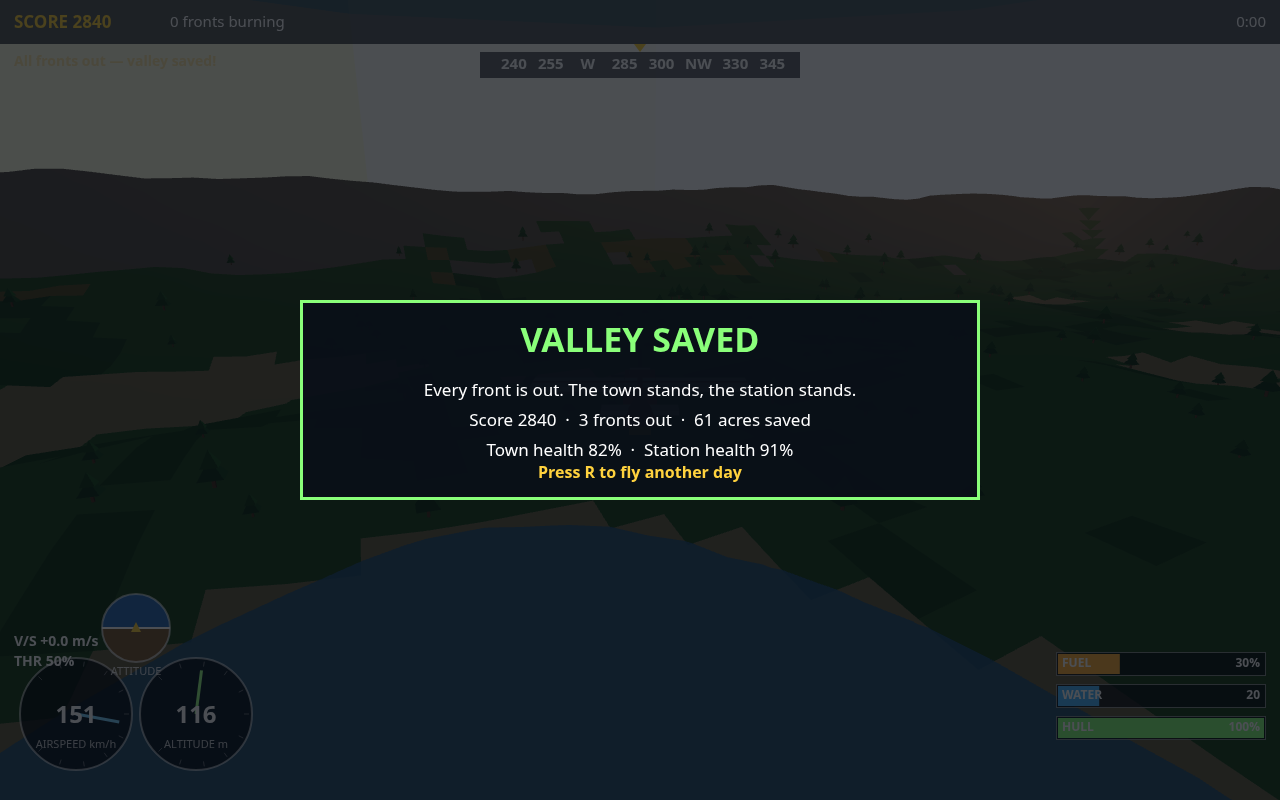 SCORE 2840 0 fronts burning 0:00
All fronts out — valley saved!
240 255 W 285 300 NW 330 345
VALLEY SAVED
Every front is out. The town stands, the station stands.
Score 2840 · 3 fronts out · 61 acres saved
Town health 82% · Station health 91%
Press R to fly another day
V/S +0.0 m/s
THR 50%
ATTITUDE
151
AIRSPEED km/h
116
ALTITUDE m
FUEL 30%
WATER 20
HULL 100%